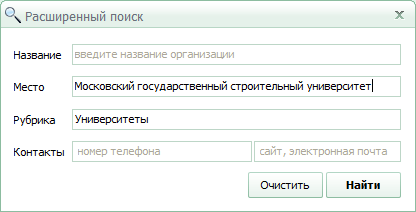 Расширенный поиск
Название введите название организации
Место Московский государственный строительный университет
Рубрика Университеты
Контакты номер телефона сайт, электронная почта
Очистить Найти